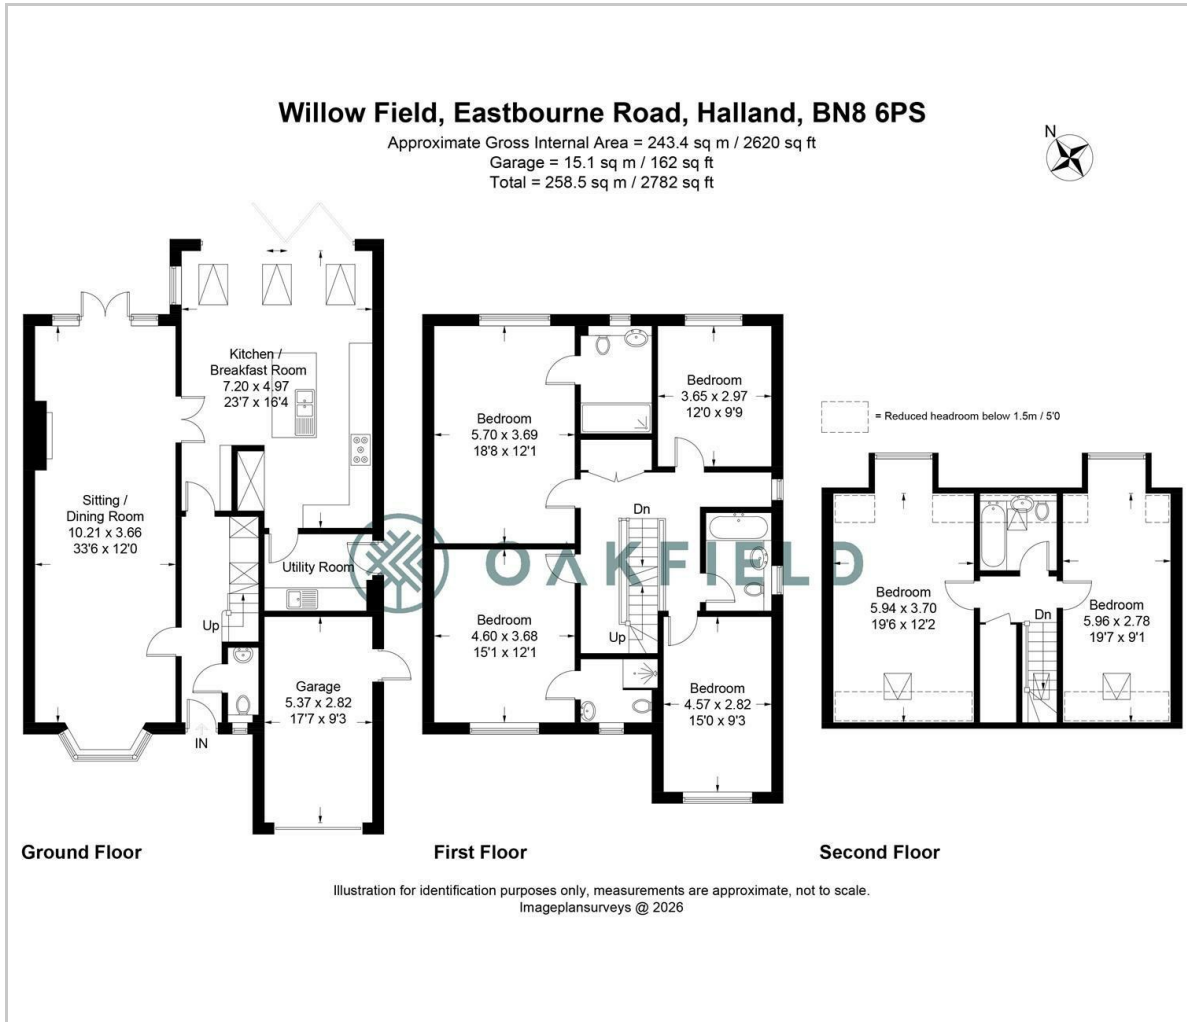 Willow Field, Eastbourne Road, Halland, BN8 6PS
Approximate Gross Internal Area = 243.4 sq m / 2620 sq ft
Garage = 15.1 sq m / 162 sq ft
Total = 258.5 sq m / 2782 sq ft
N
Kitchen /
Breakfast Room
7.20 x 4.97
23'7 x 16'4
Sitting /
Dining Room
10.21 x 3.66
33'6 x 12'0
Utility Room
Up
Garage
5.37 x 2.82
17'7 x 9'3
IN
Ground Floor
Bedroom
5.70 x 3.69
18'8 x 12'1
Bedroom
3.65 x 2.97
12'0 x 9'9
Dn
OAKFIELD
Bedroom
4.60 x 3.68
15'1 x 12'1
Up
Bedroom
4.57 x 2.82
15'0 x 9'3
First Floor
= Reduced headroom below 1.5m / 5'0
Bedroom
5.94 x 3.70
19'6 x 12'2
Dn
Bedroom
5.96 x 2.78
19'7 x 9'1
Second Floor
Illustration for identification purposes only, measurements are approximate, not to scale.
Imageplansurveys @ 2026